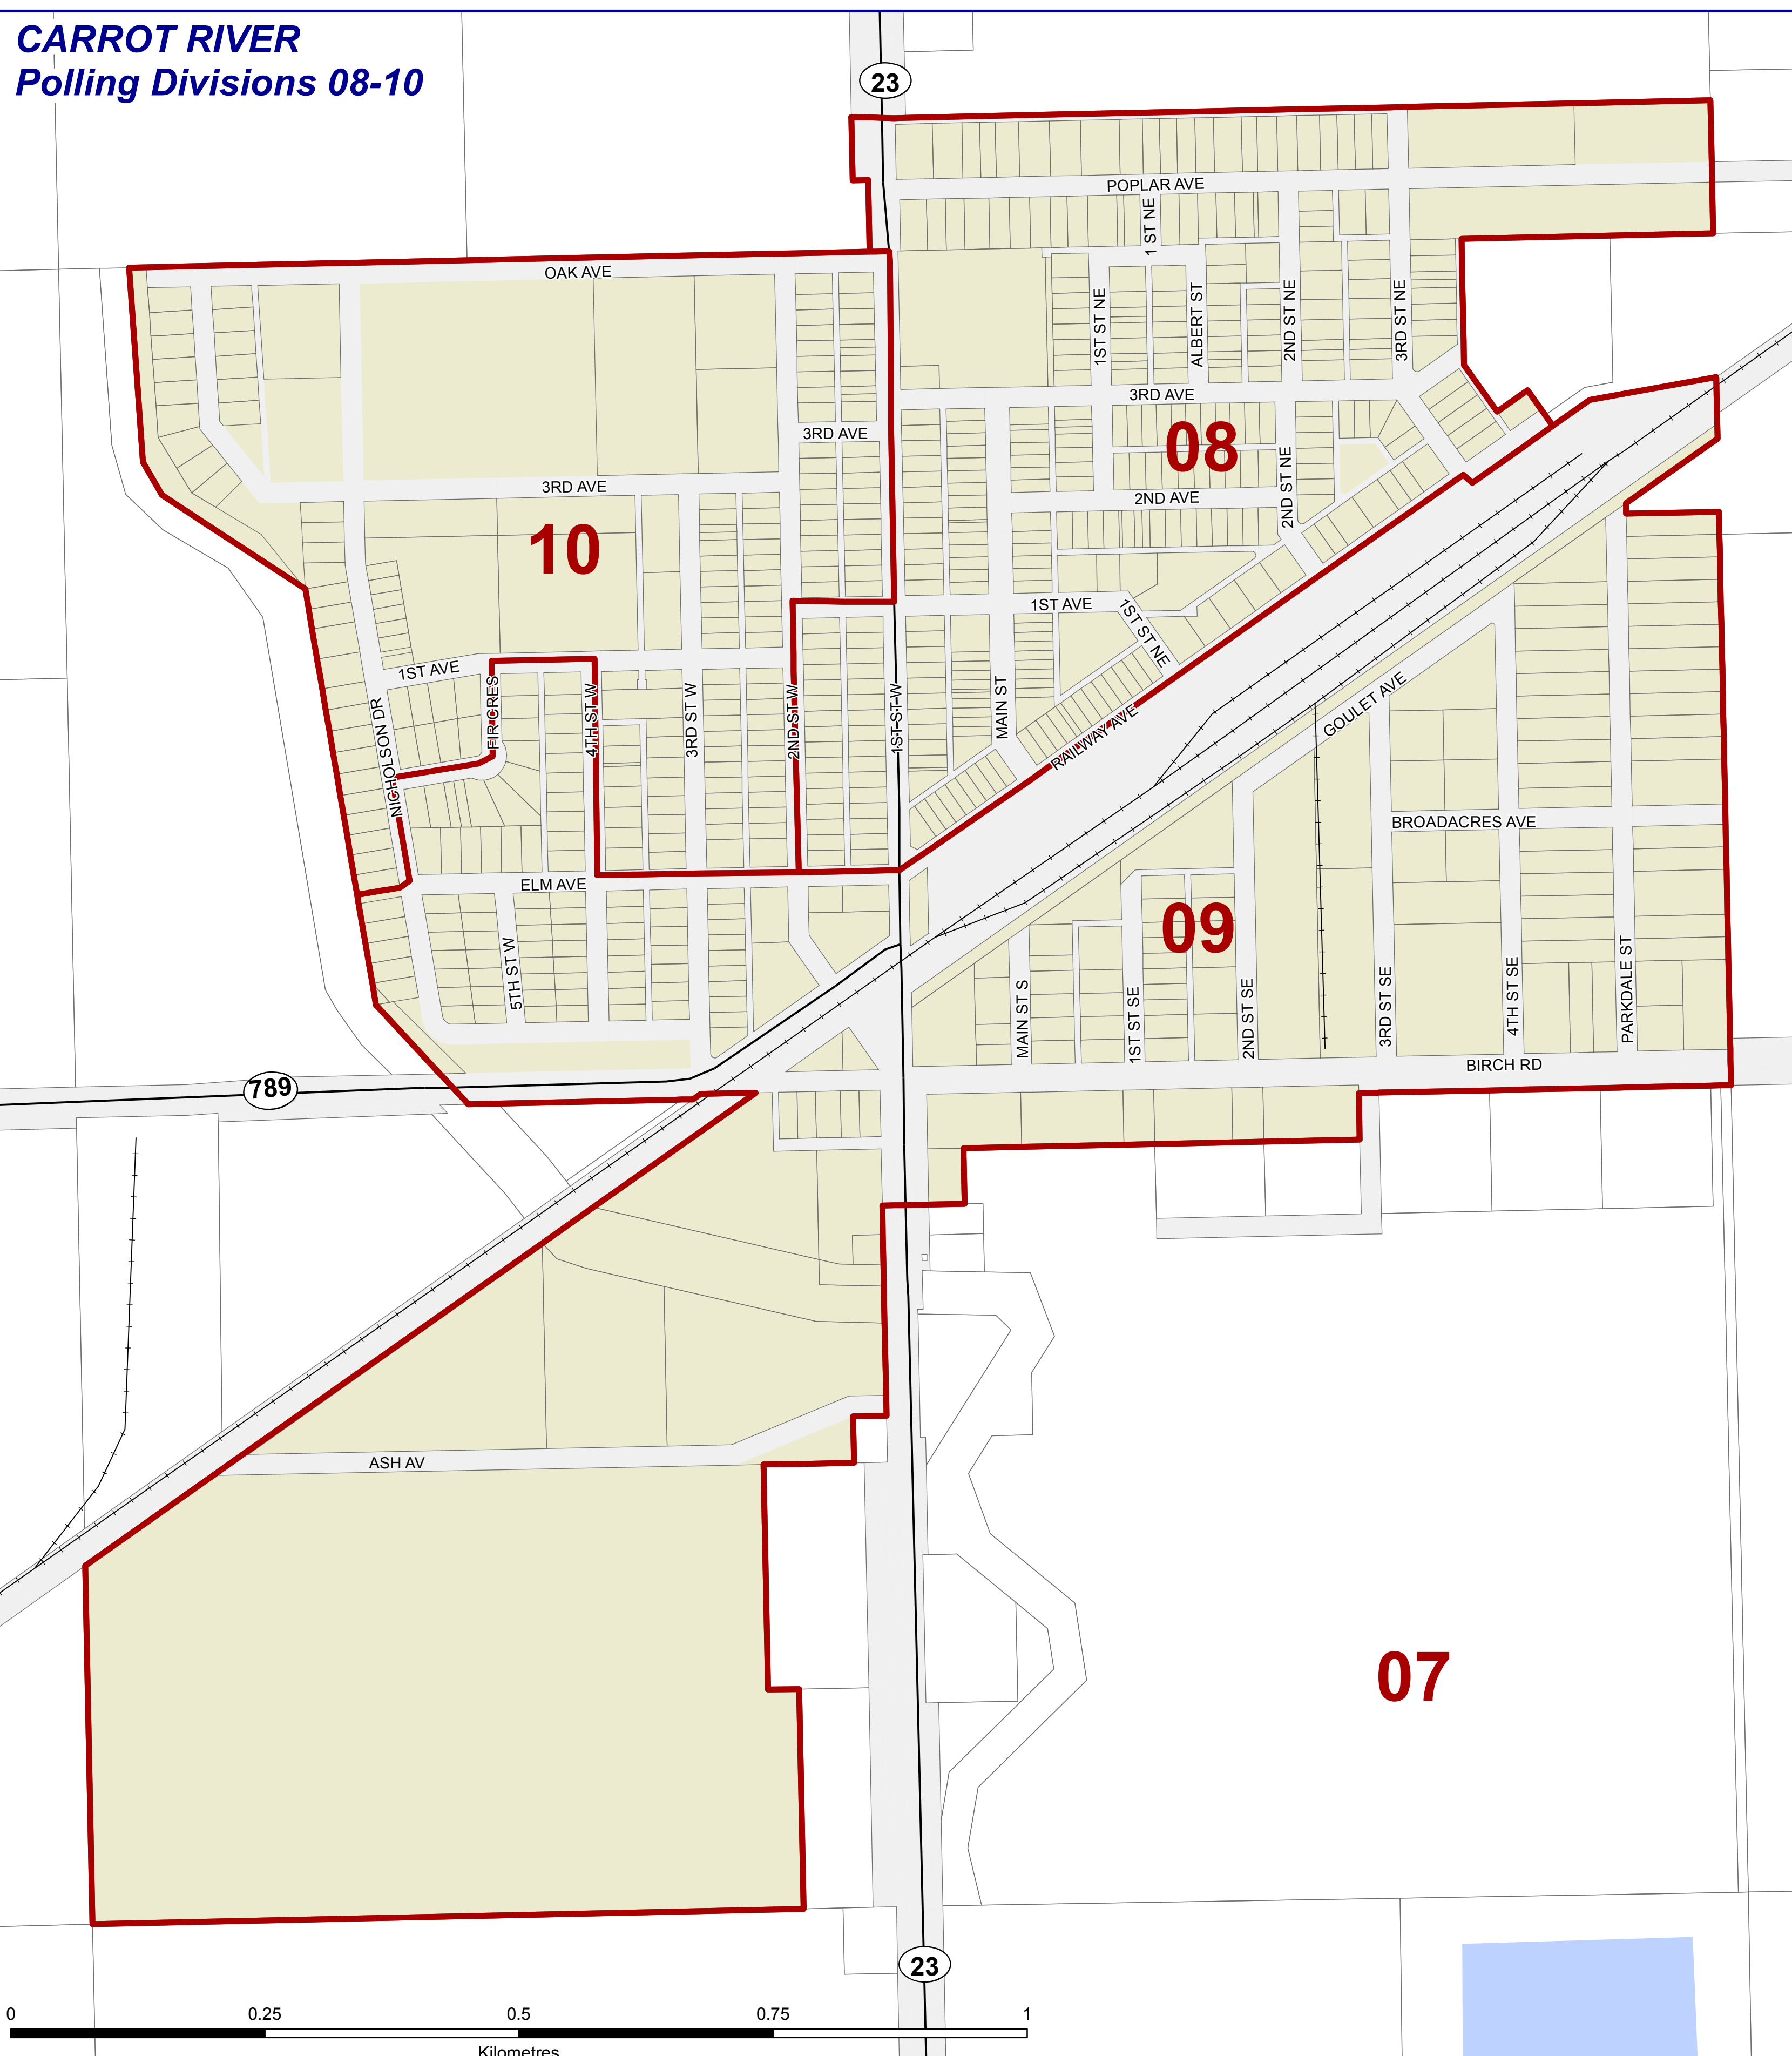 CARROT RIVER
Polling Divisions 08-10
23
POPLAR AVE
1 ST NE
OAK AVE
1ST ST NE
ALBERT ST
2ND ST NE
3RD ST NE
3RD AVE
3RD AVE
08
3RD AVE
2ND AVE
2ND ST NE
10
1ST AVE
1ST ST NE
1ST AVE
FIR CRES
4TH ST W
3RD ST W
2ND ST W
1ST ST W
MAIN ST
RAILWAY AVE
GOULET AVE
NICHOLSON DR
BROADACRES AVE
ELM AVE
09
5TH ST W
MAIN ST S
1ST ST SE
2ND ST SE
3RD ST SE
4TH ST SE
PARKDALE ST
BIRCH RD
789
ASH AV
07
23
0 0.25 0.5 0.75 1
Kilometres